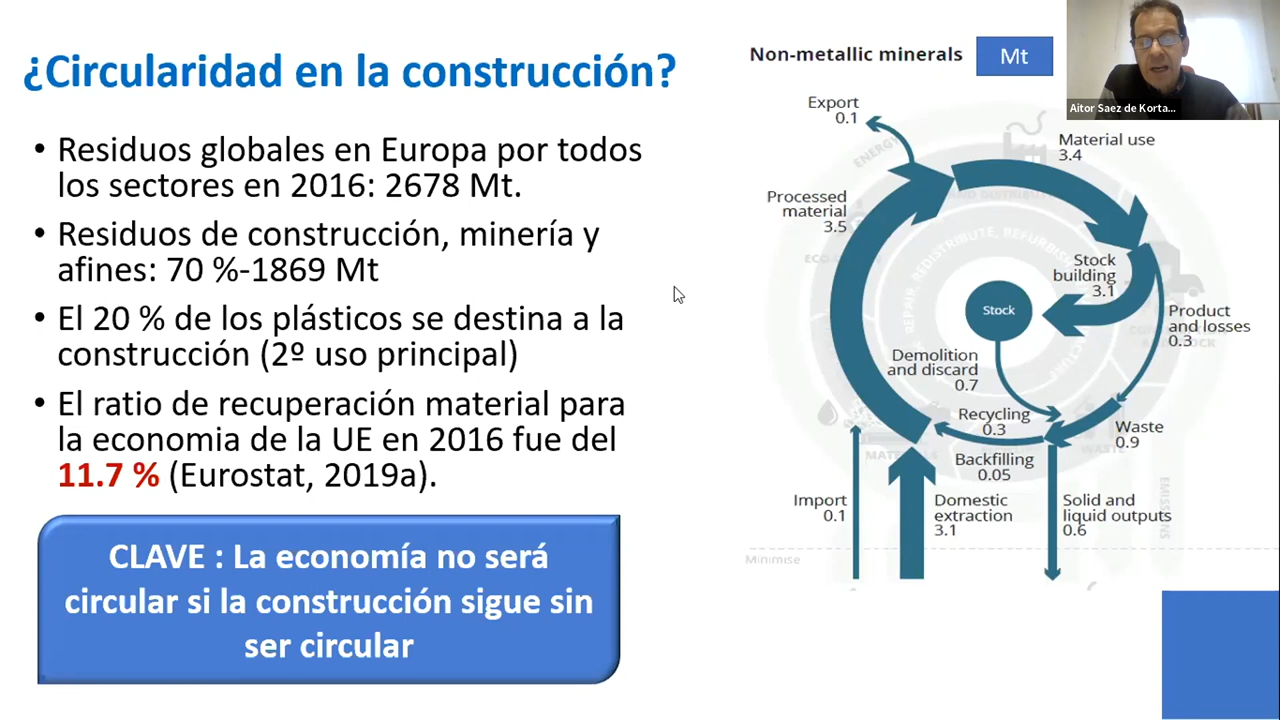 ¿Circularidad en la construcción?
• Residuos globales en Europa por todos
los sectores en 2016: 2678 Mt.
• Residuos de construcción, minería y
afines: 70 %-1869 Mt
• El 20 % de los plásticos se destina a la
construcción (2º uso principal)
• El ratio de recuperación material para
la economia de la UE en 2016 fue del
11.7 % (Eurostat, 2019a).
CLAVE : La economía no será
circular si la construcción sigue sin
ser circular
Non-metallic minerals
Mt
Aitor Saez de Korta...
Export
0.1
Material use
3.4
Processed
material
3.5
Stock
building
3.1
Stock
Product
and losses
0.3
Demolition
and discard
0.7
Recycling
0.3
Waste
0.9
Backfilling
0.05
Import
0.1
Domestic
extraction
3.1
Solid and
liquid outputs
0.6
Minimise
ENERGY
REPAIR, REDISTRIBUTE, REFURBIS